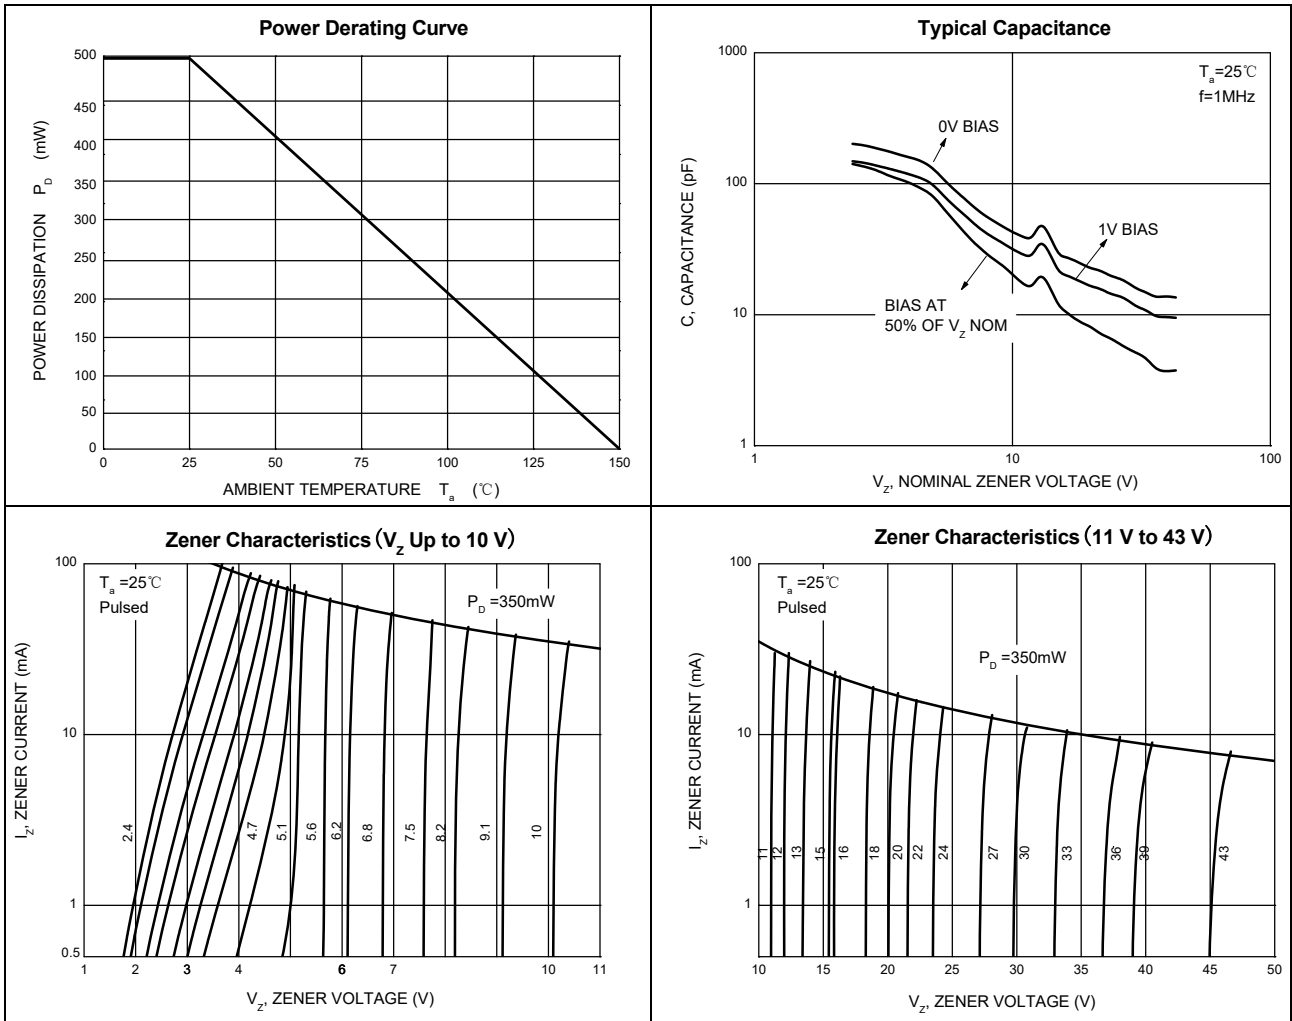 Power Derating Curve
500
450
400
350
300
250
200
150
100
50
0
0 25 50 75 100 125 150
POWER DISSIPATION P_D (mW)
AMBIENT TEMPERATURE T_a (℃)
Typical Capacitance
1000
100
10
1
1 10 100
T_a=25℃
f=1MHz
0V BIAS
1V BIAS
BIAS AT
50% OF V_Z NOM
C, CAPACITANCE (pF)
V_Z, NOMINAL ZENER VOLTAGE (V)
Zener Characteristics (V_Z Up to 10 V)
100
10
1
0.5
T_a=25℃
Pulsed
P_D=350mW
2.4 4.7 5.1 5.6 6.2 6.8 7.5 8.2 9.1 10
1 2 3 4 6 7 10 11
I_Z, ZENER CURRENT (mA)
V_Z, ZENER VOLTAGE (V)
Zener Characteristics (11 V to 43 V)
100
10
1
0.5
T_a=25℃
Pulsed
P_D=350mW
11 12 13 15 16 18 20 22 24 27 30 33 36 39 43
10 15 20 25 30 35 40 45 50
I_Z, ZENER CURRENT (mA)
V_Z, ZENER VOLTAGE (V)